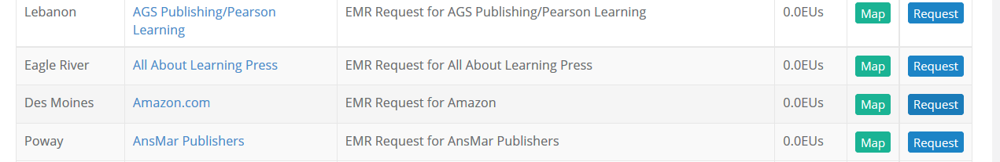 Lebanon AGS Publishing/Pearson EMR Request for AGS Publishing/Pearson Learning 0.0EUs Map Request
Learning
Eagle River All About Learning Press EMR Request for All About Learning Press 0.0EUs Map Request
Des Moines Amazon.com EMR Request for Amazon 0.0EUs Map Request
Poway AnsMar Publishers EMR Request for AnsMar Publishers 0.0EUs Map Request